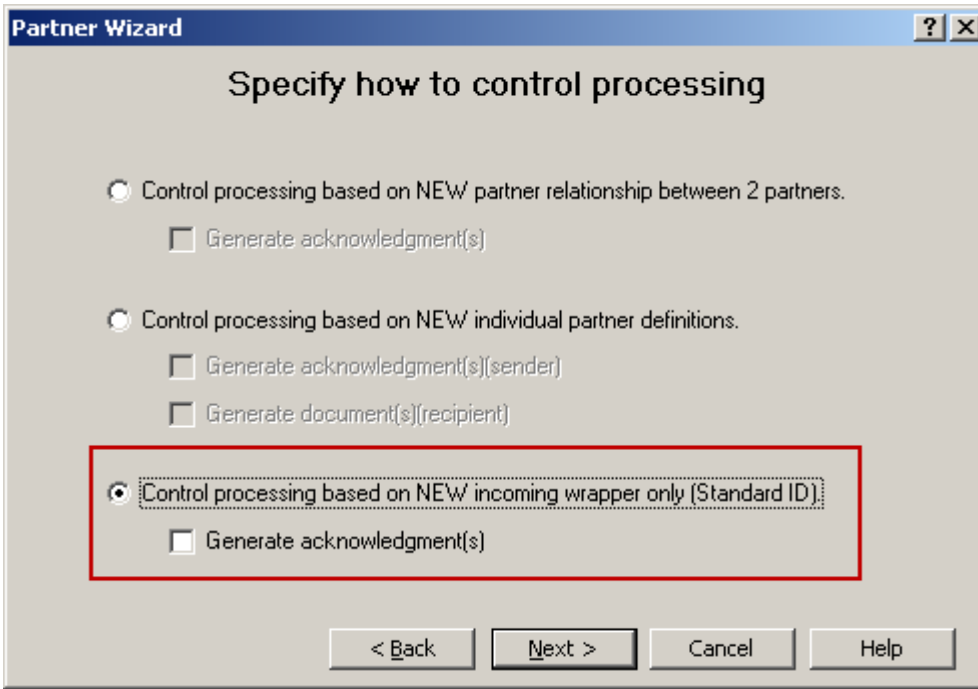 Partner Wizard
Specify how to control processing
Control processing based on NEW partner relationship between 2 partners.
Generate acknowledgment(s)
Control processing based on NEW individual partner definitions.
Generate acknowledgment(s)(sender)
Generate document(s)(recipient)
Control processing based on NEW incoming wrapper only (Standard ID).
Generate acknowledgment(s)
< Back Next > Cancel Help